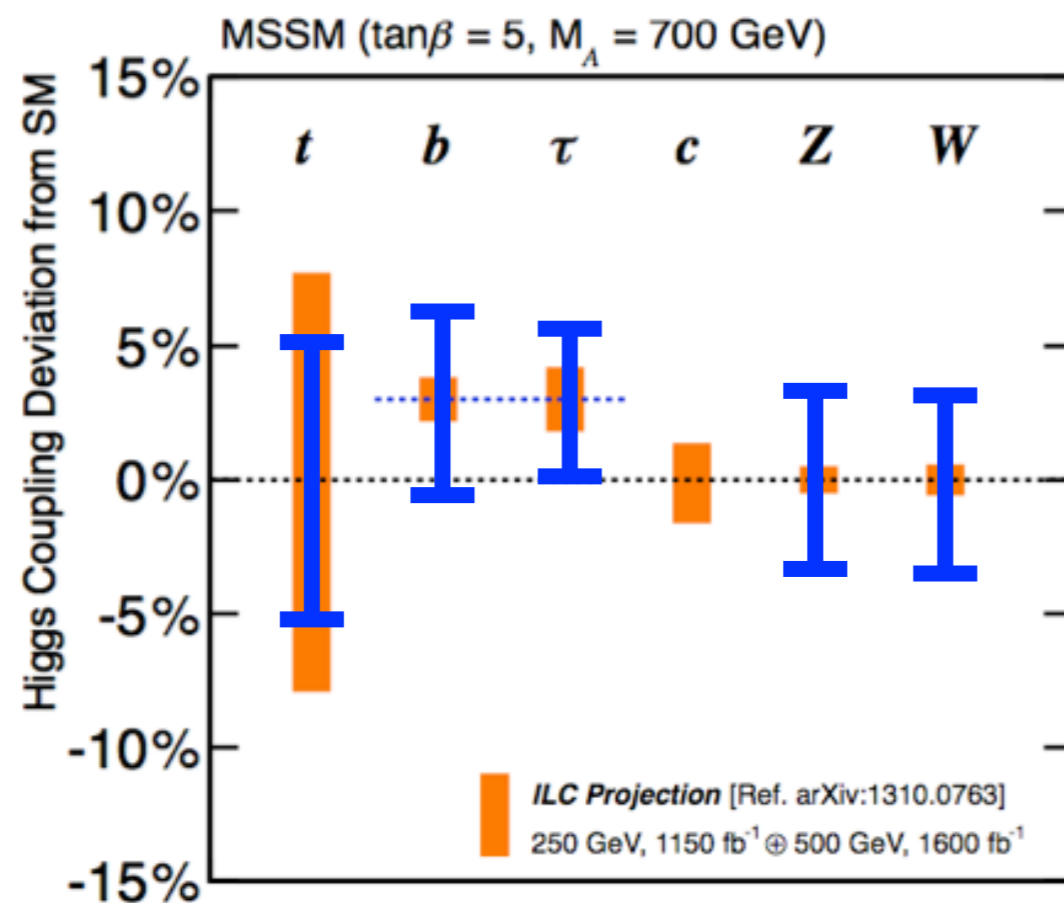 MSSM (tanβ = 5, M_A = 700 GeV)
Higgs Coupling Deviation from SM
15%
t b τ c Z W
10%
5%
0%
-5%
-10%
-15%
ILC Projection [Ref. arXiv:1310.0763]
250 GeV, 1150 fb⁻¹ ⊕ 500 GeV, 1600 fb⁻¹